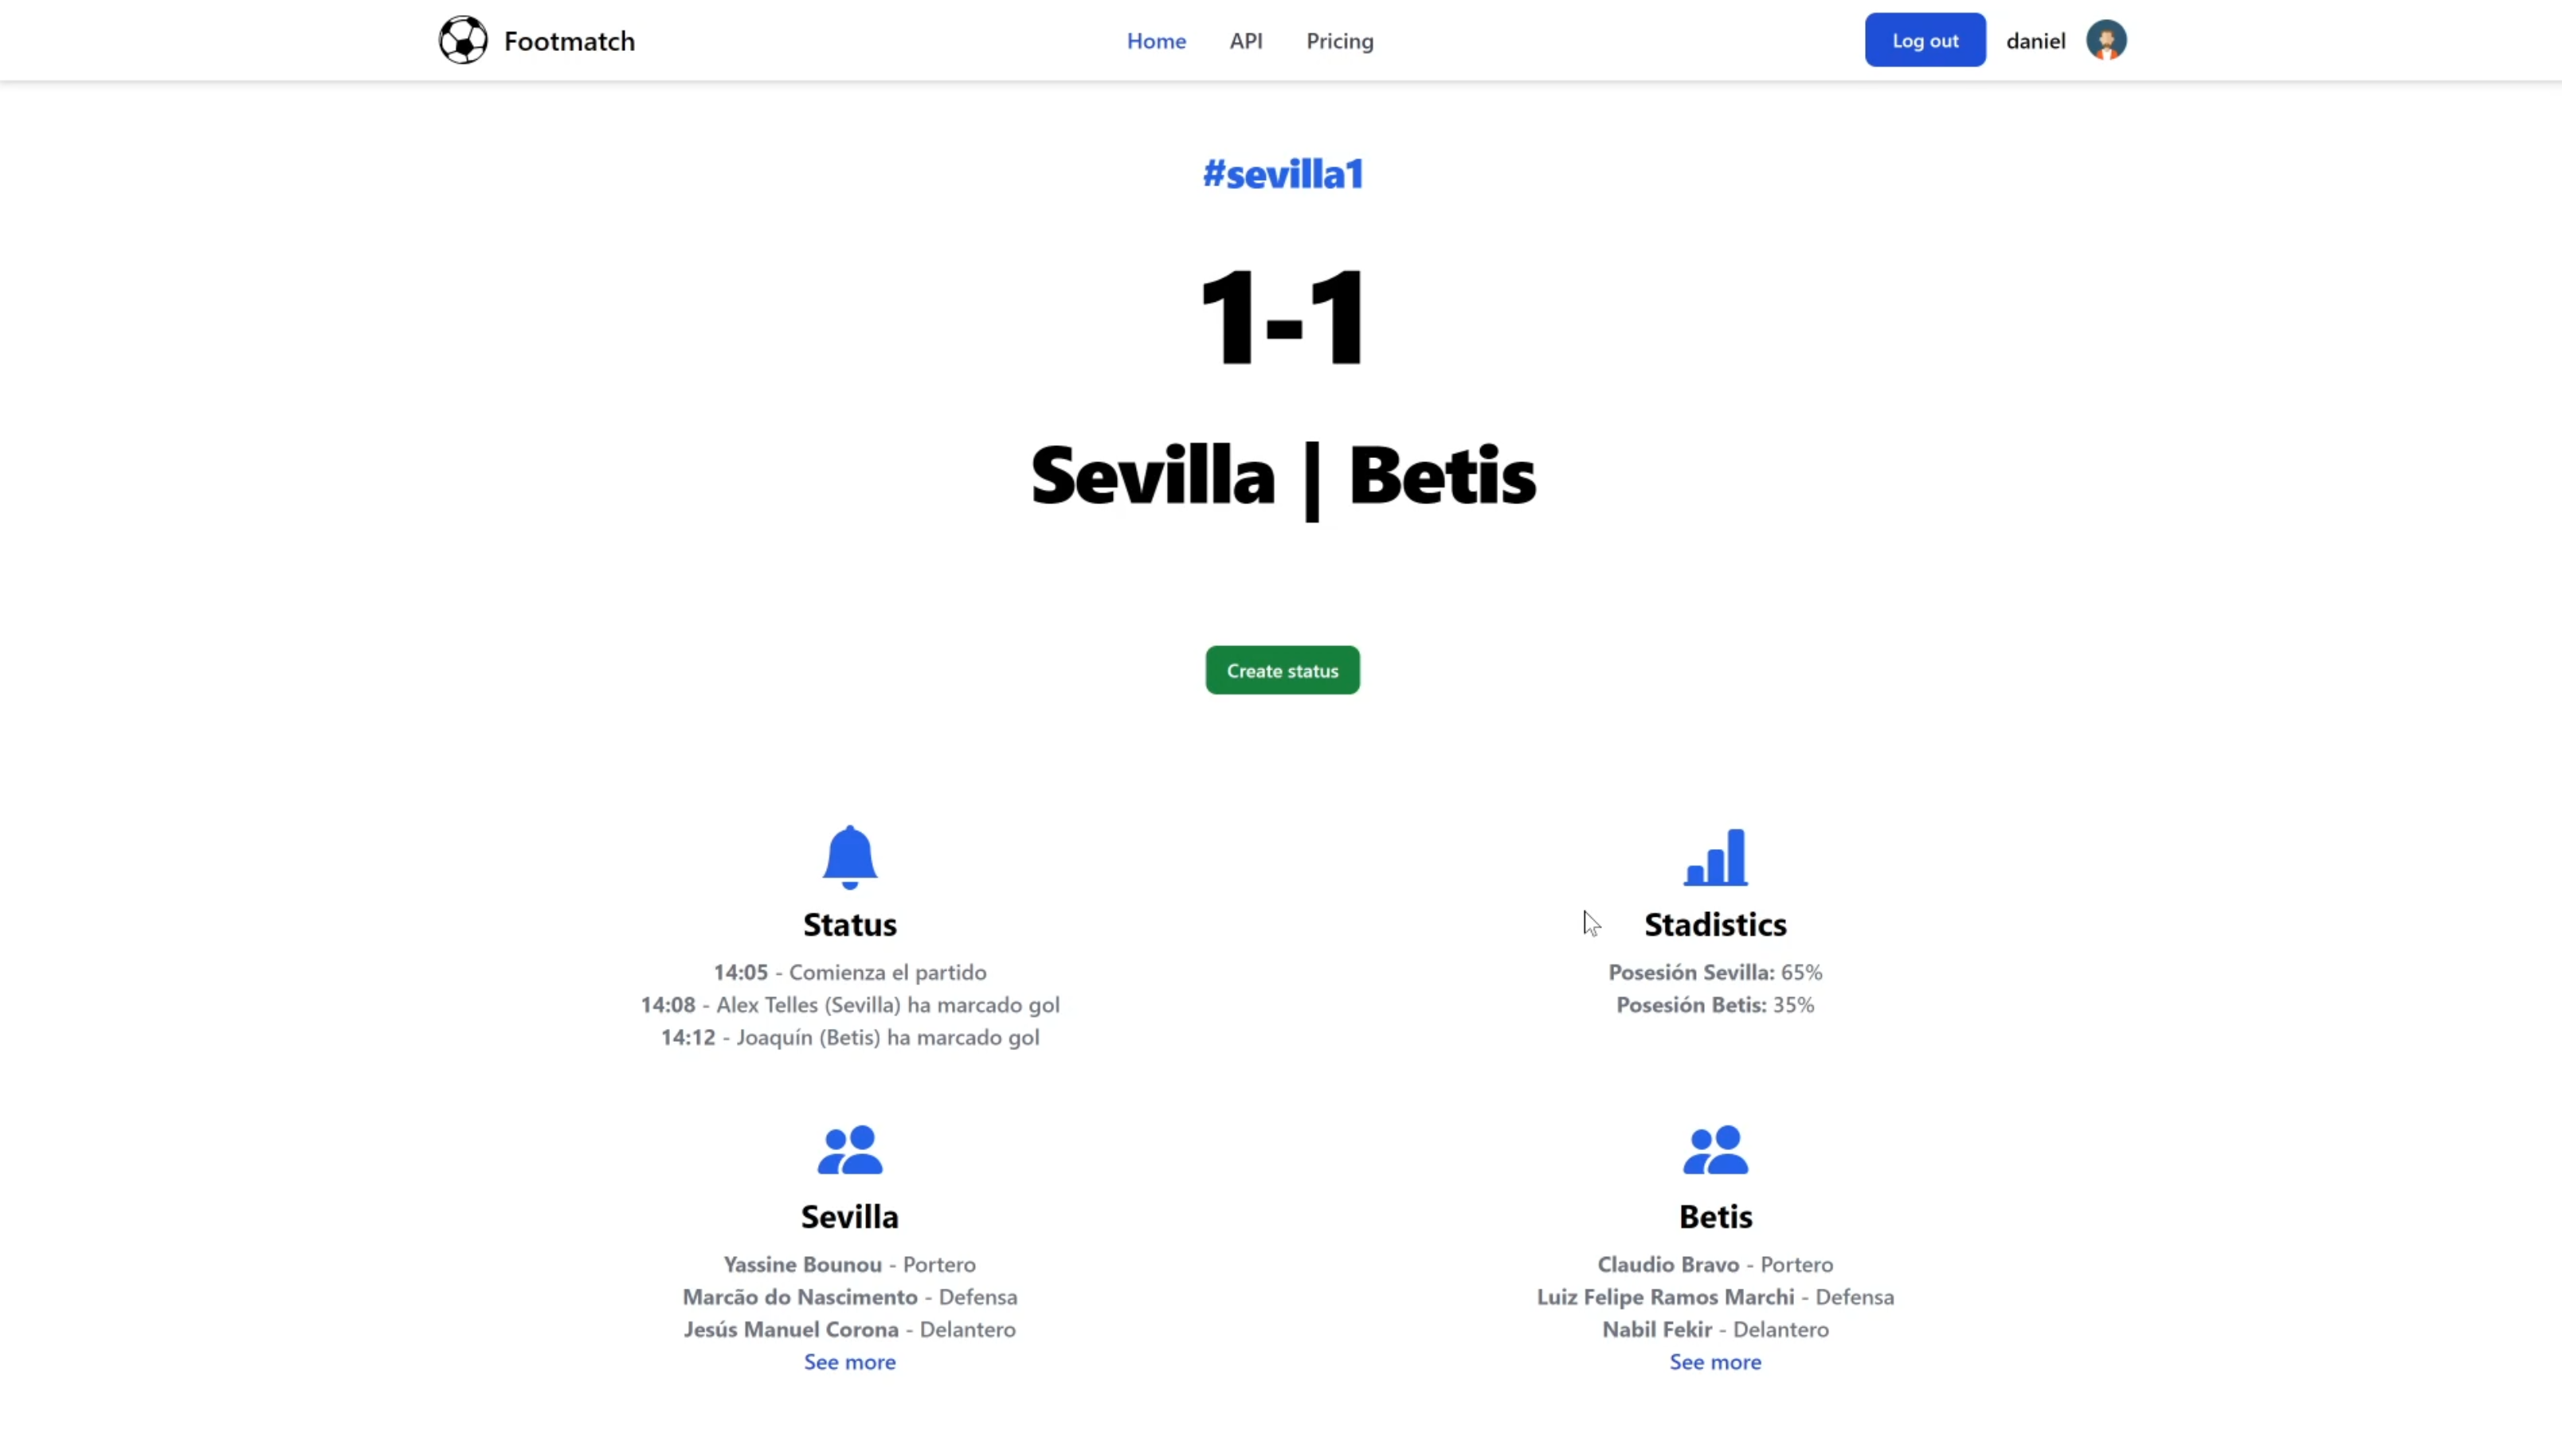 Footmatch
Home API Pricing
Log out daniel
#sevilla1
1-1
Sevilla | Betis
Create status
Status
14:05 - Comienza el partido
14:08 - Alex Telles (Sevilla) ha marcado gol
14:12 - Joaquín (Betis) ha marcado gol
Stadistics
Posesión Sevilla: 65%
Posesión Betis: 35%
Sevilla
Yassine Bounou - Portero
Marcão do Nascimento - Defensa
Jesús Manuel Corona - Delantero
See more
Betis
Claudio Bravo - Portero
Luiz Felipe Ramos Marchi - Defensa
Nabil Fekir - Delantero
See more